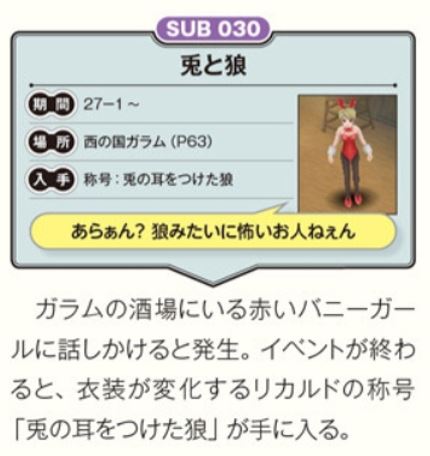 SUB 030
兎と狼
期間 27−1～
場所 西の国ガラム（P63）
入手 称号：兎の耳をつけた狼
あらぁん？ 狼みたいに怖いお人ねぇん
　ガラムの酒場にいる赤いバニーガー
ルに話しかけると発生。イベントが終わ
ると、衣装が変化するリカルドの称号
「兎の耳をつけた狼」が手に入る。